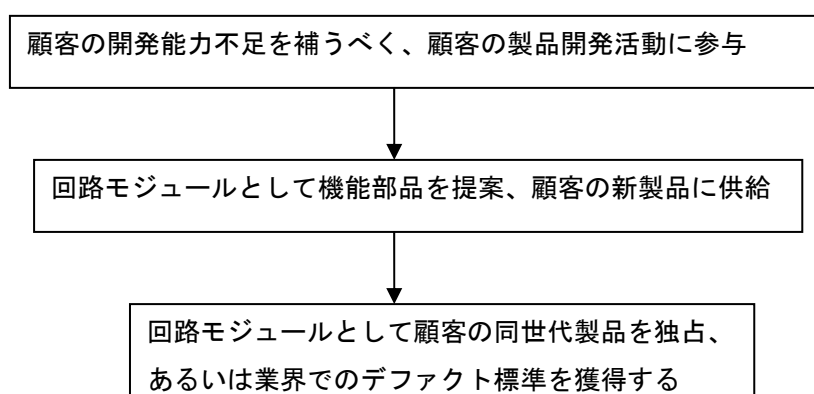 顧客の開発能力不足を補うべく、顧客の製品開発活動に参与
回路モジュールとして機能部品を提案、顧客の新製品に供給
回路モジュールとして顧客の同世代製品を独占、
あるいは業界でのデファクト標準を獲得する